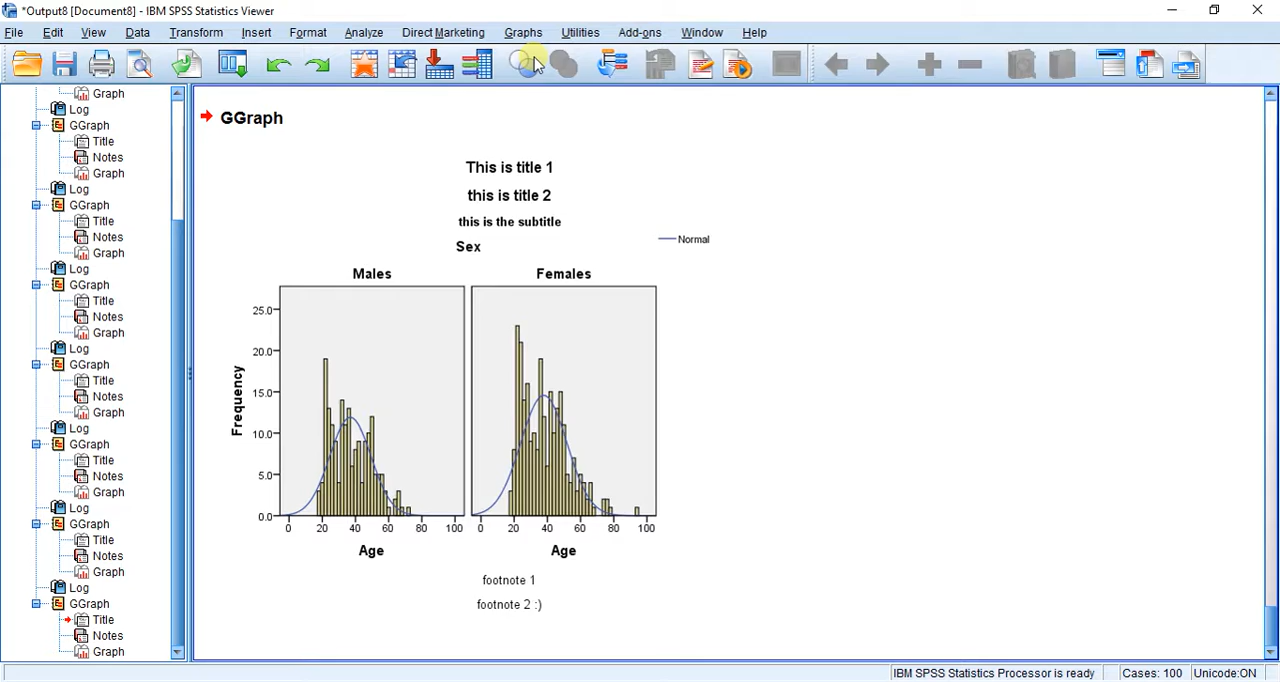 *Output8 [Document8] - IBM SPSS Statistics Viewer
File Edit View Data Transform Insert Format Analyze Direct Marketing Graphs Utilities Add-ons Window Help
Graph
Log
GGraph
Title
Notes
Graph
Log
GGraph
Title
Notes
Graph
Log
GGraph
Title
Notes
Graph
Log
GGraph
Title
Notes
Graph
Log
GGraph
Title
Notes
Graph
Log
GGraph
Title
Notes
Graph
Log
GGraph
Title
Notes
Graph
GGraph
This is title 1
this is title 2
this is the subtitle
Sex
Normal
Males Females
Frequency
25.0
20.0
15.0
10.0
5.0
0.0
0 20 40 60 80 100 0 20 40 60 80 100
Age Age
footnote 1
footnote 2 :)
IBM SPSS Statistics Processor is ready Cases: 100 Unicode:ON